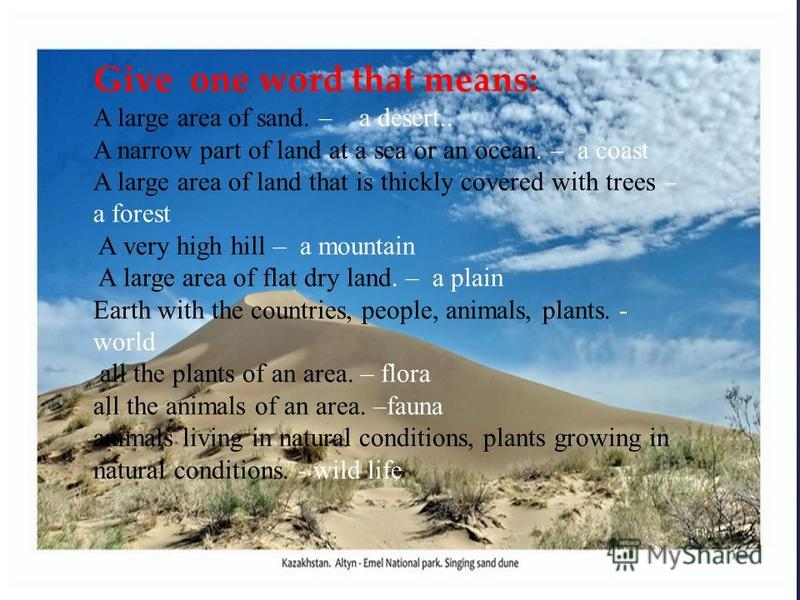 Give one word that means:
A large area of sand. – a desert..
A narrow part of land at a sea or an ocean. – a coast
A large area of land that is thickly covered with trees –
a forest
A very high hill – a mountain
A large area of flat dry land. – a plain
Earth with the countries, people, animals, plants. -
world
all the plants of an area. – flora
all the animals of an area. –fauna
animals living in natural conditions, plants growing in
natural conditions. - wild life
MyShared
Kazakhstan. Altyn - Emel National park. Singing sand dune